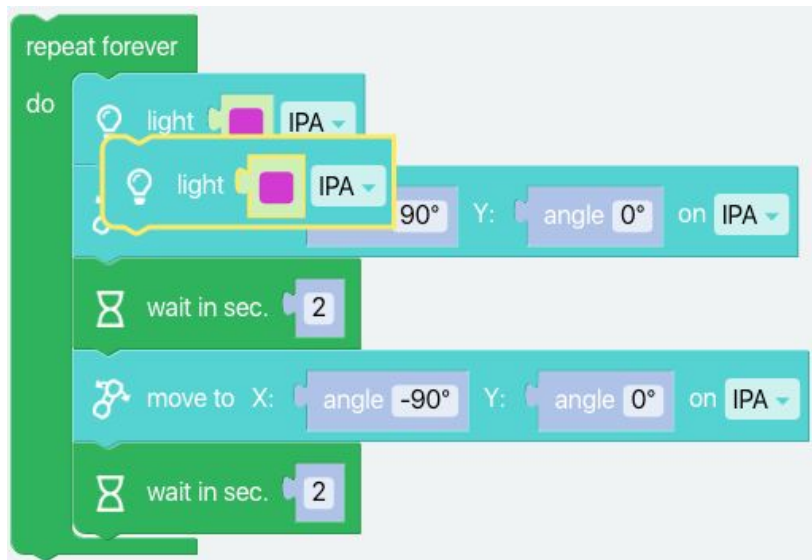 repeat forever
do light IPA
light IPA
90° Y: angle 0° on IPA
wait in sec. 2
move to X: angle -90° Y: angle 0° on IPA
wait in sec. 2